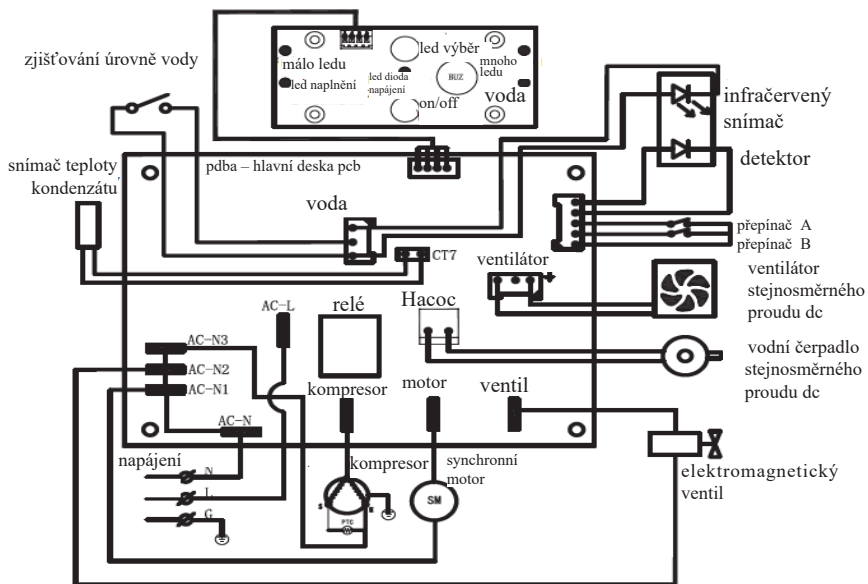 zjišťování úrovně vody
málo ledu
led výběr
mnoho
ledu
led naplnění
led dioda
napájení
BUZ
on/off
voda
infračervený
snímač
detektor
snímač teploty
kondenzátu
pdba – hlavní deska pcb
voda
CT7
přepínač A
přepínač B
ventilátor
+
ventilátor
stejnosměrného
proudu dc
AC-L
relé
Hacoc
AC-N3
AC-N2
AC-N1
AC-N
kompresor
motor
ventil
vodní čerpadlo
stejnosměrného
proudu dc
napájení
N
L
G
kompresor
S
R
PTC
synchronní
motor
SM
elektromagnetický
ventil